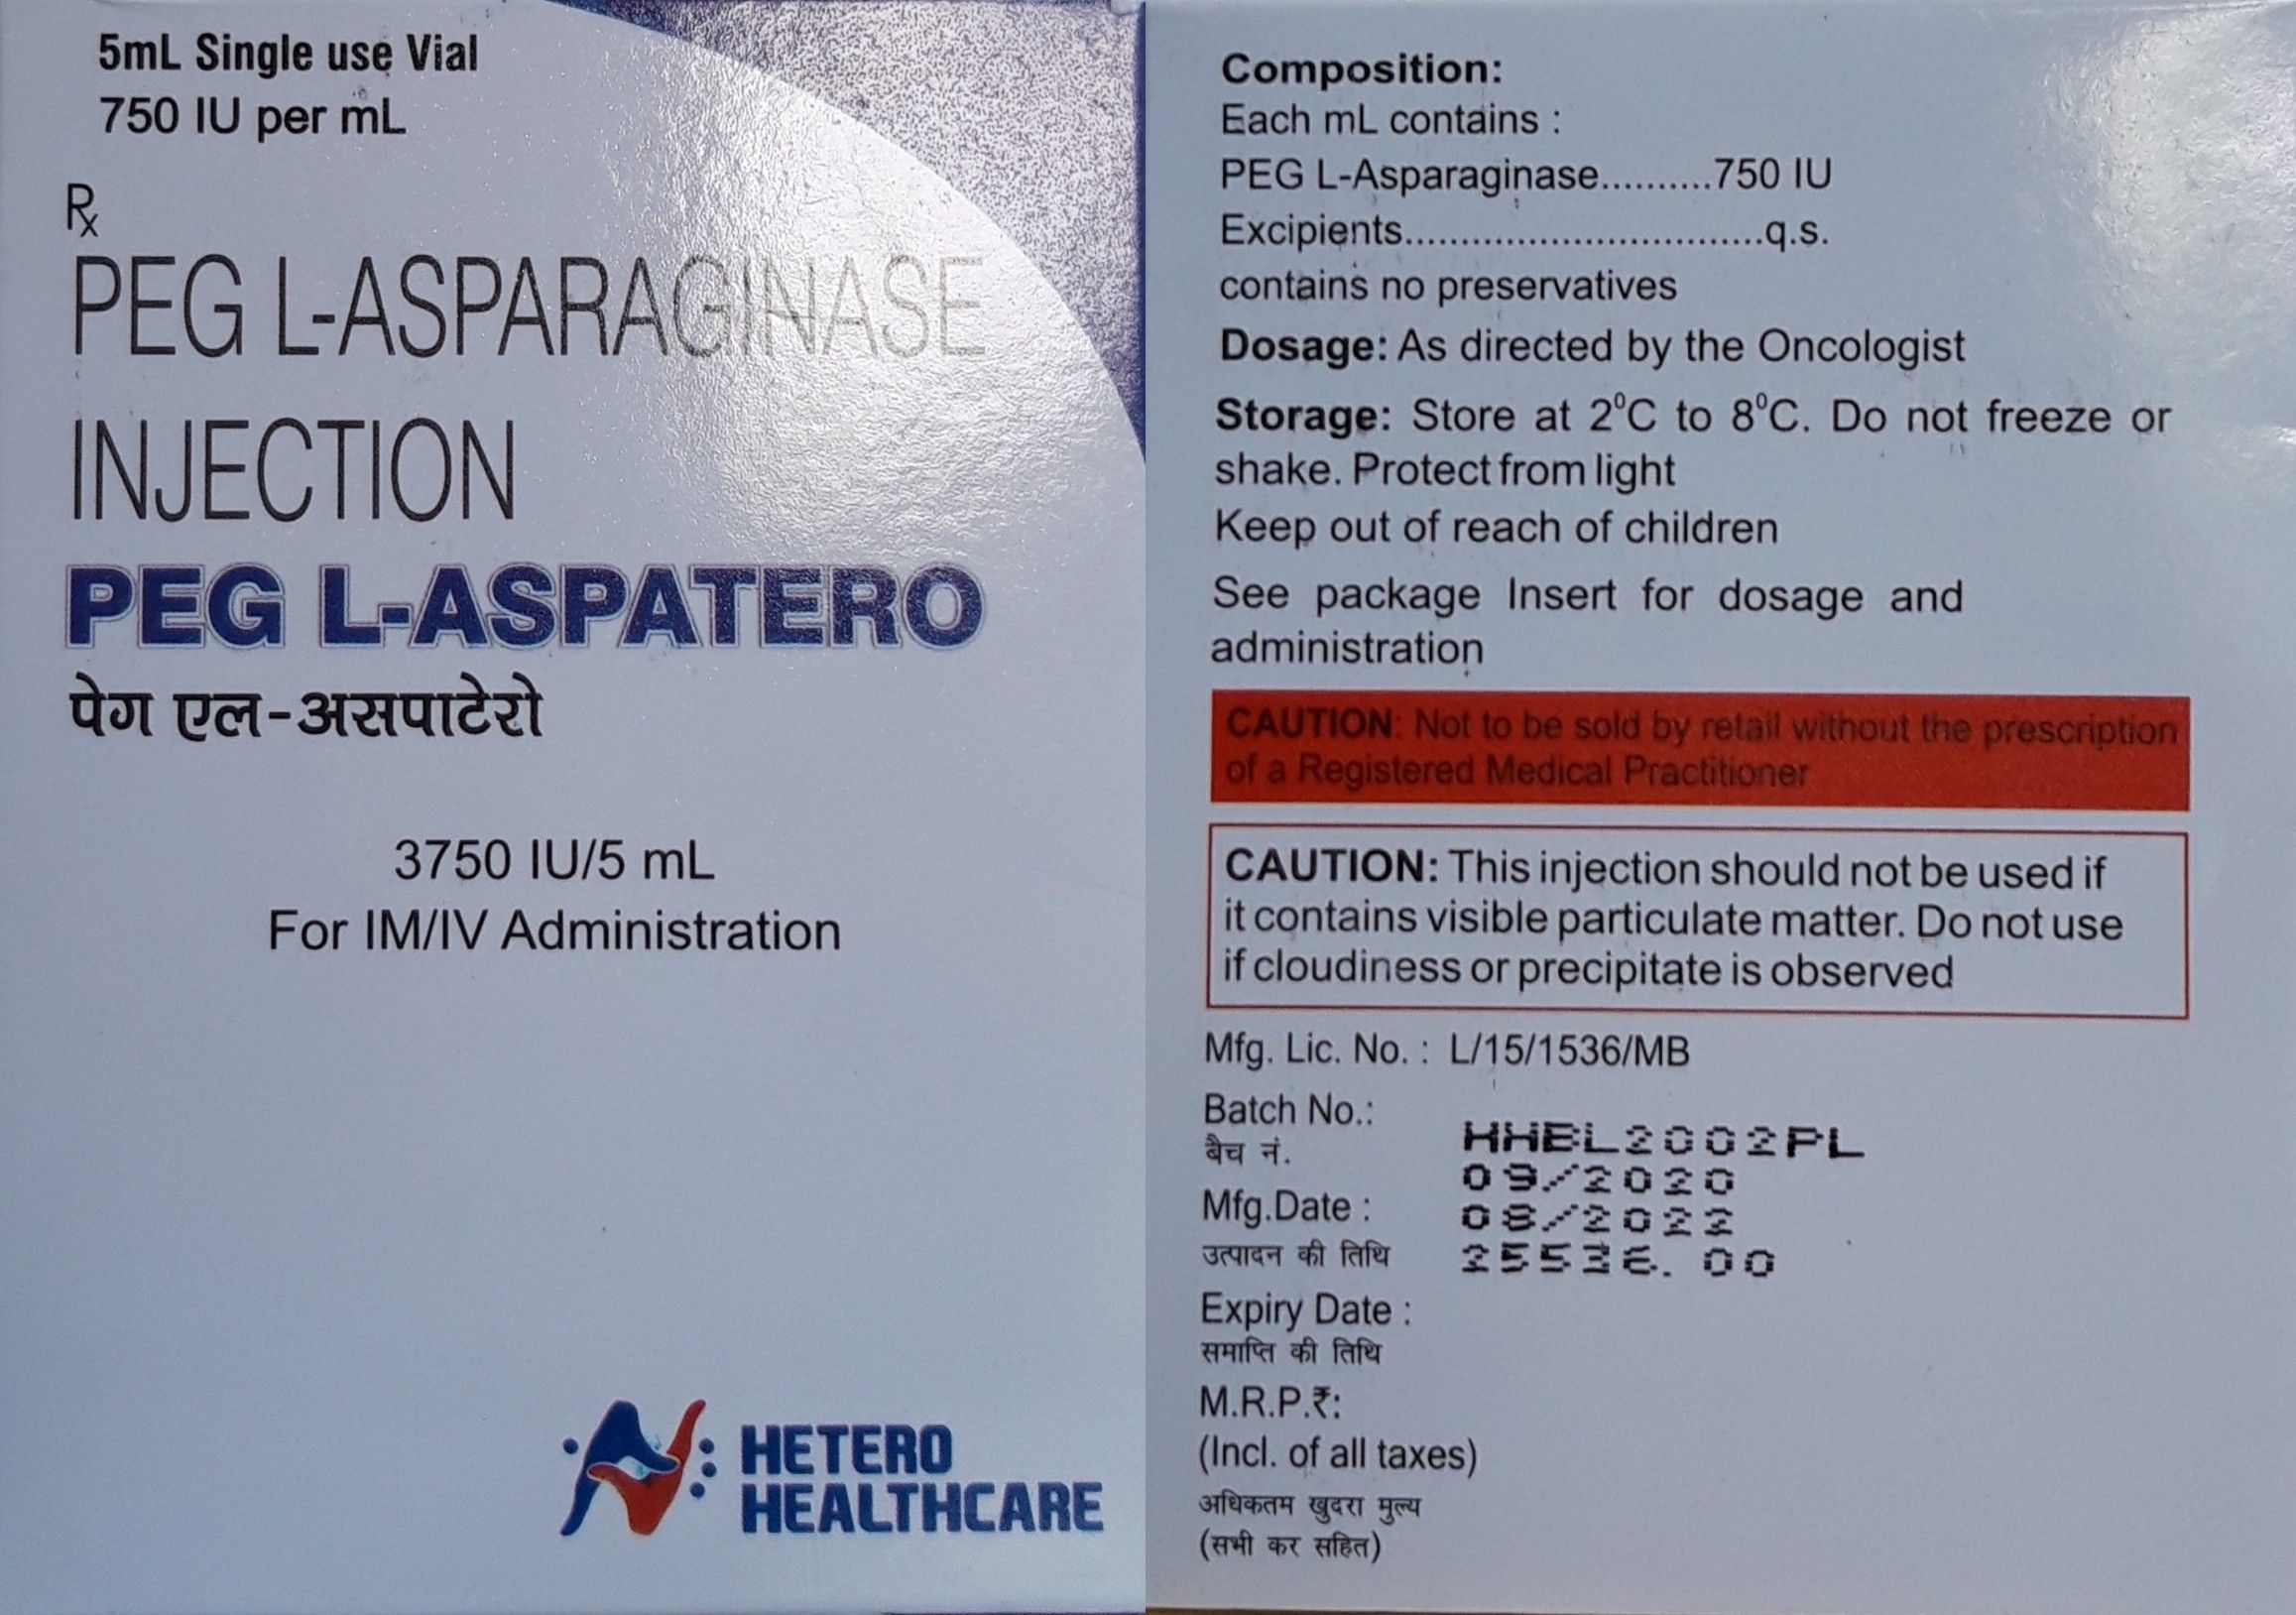 5mL Single use Vial
750 IU per mL
Rx
PEG L-ASPARAGINASE
INJECTION
PEG L-ASPATERO
पेग एल-असपाटेरो
3750 IU/5 mL
For IM/IV Administration
HETERO
HEALTHCARE
Composition:
Each mL contains :
PEG L-Asparaginase..........750 IU
Excipients................................q.s.
contains no preservatives
Dosage: As directed by the Oncologist
Storage: Store at 2⁰C to 8⁰C. Do not freeze or
shake. Protect from light
Keep out of reach of children
See package Insert for dosage and
administration
CAUTION: Not to be sold by retail without the prescription
of a Registered Medical Practitioner
CAUTION: This injection should not be used if
it contains visible particulate matter. Do not use
if cloudiness or precipitate is observed
Mfg. Lic. No. : L/15/1536/MB
Batch No.:
बैच नं.
HHBL2002PL
09/2020
Mfg.Date :
08/2022
उत्पादन की तिथि
25536.00
Expiry Date :
समाप्ति की तिथि
M.R.P.₹:
(Incl. of all taxes)
अधिकतम खुदरा मुल्य
(सभी कर सहित)